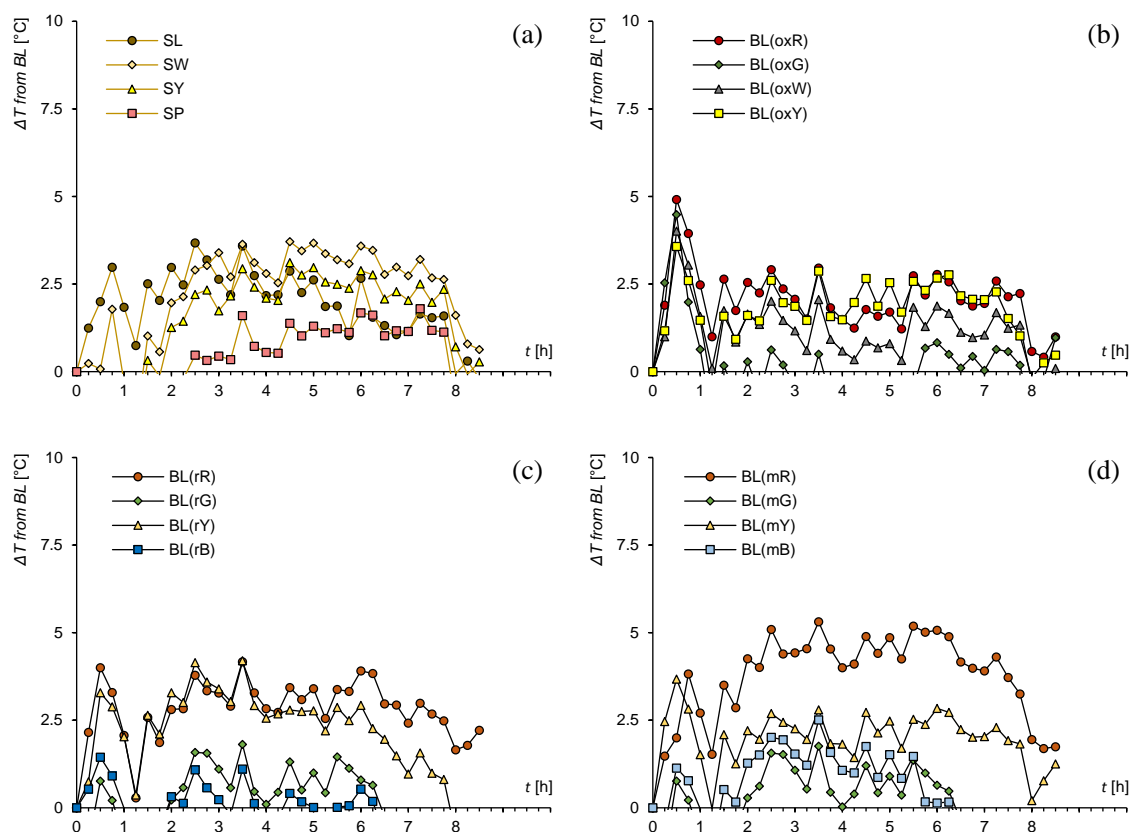 (a)
ΔT from BL [°C]
10
7.5
5
2.5
0
SL
SW
SY
SP
t [h]
0 1 2 3 4 5 6 7 8
(b)
ΔT from BL [°C]
10
7.5
5
2.5
0
BL(oxR)
BL(oxG)
BL(oxW)
BL(oxY)
t [h]
0 1 2 3 4 5 6 7 8
(c)
ΔT from BL [°C]
10
7.5
5
2.5
0
BL(rR)
BL(rG)
BL(rY)
BL(rB)
t [h]
0 1 2 3 4 5 6 7 8
(d)
ΔT from BL [°C]
10
7.5
5
2.5
0
BL(mR)
BL(mG)
BL(mY)
BL(mB)
t [h]
0 1 2 3 4 5 6 7 8